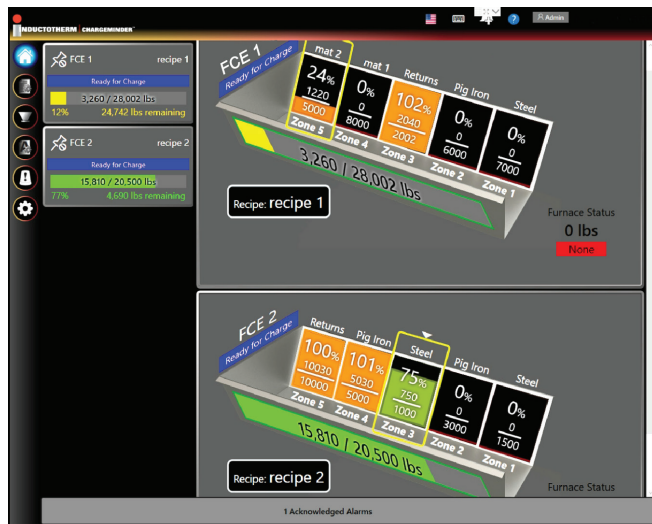 INDUCTOTHERM CHARGEMINDER
?
Admin
FCE 1 recipe 1
Ready for Charge
3,260 / 28,002 lbs
12% 24,742 lbs remaining
FCE 2 recipe 2
Ready for Charge
15,810 / 20,500 lbs
77% 4,690 lbs remaining
FCE 1
Ready for Charge
mat 2 mat 1 Returns Pig Iron Steel
24% 0% 102% 0% 0%
1220 0 2040 0 0
5000 8000 2002 6000 7000
Zone 5 Zone 4 Zone 3 Zone 2 Zone 1
3,260 / 28,002 lbs
Recipe: recipe 1
Furnace Status
0 lbs
None
FCE 2
Ready for Charge
Returns Pig Iron Steel Pig Iron Steel
100% 101% 75% 0% 0%
10030 5030 750 0 0
10000 5000 1000 3000 1500
Zone 5 Zone 4 Zone 3 Zone 2 Zone 1
15,810 / 20,500 lbs
Recipe: recipe 2
Furnace Status
1 Acknowledged Alarms